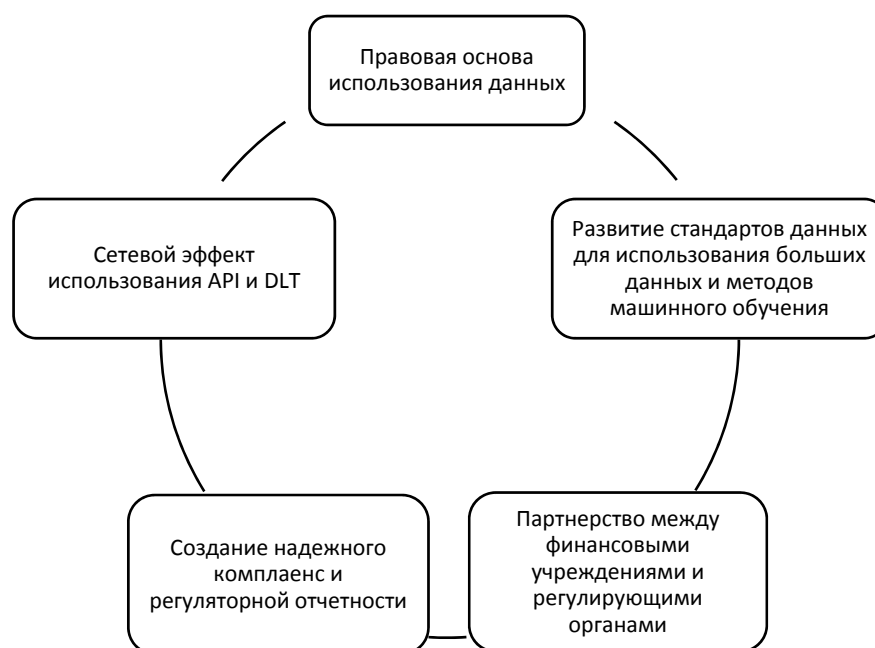 Правовая основа
использования данных
Сетевой эффект
использования API и DLT
Развитие стандартов данных
для использования больших
данных и методов
машинного обучения
Создание надежного
комплаенс и
регуляторной отчетности
Партнерство между
финансовыми
учреждениями и
регулирующими
органами